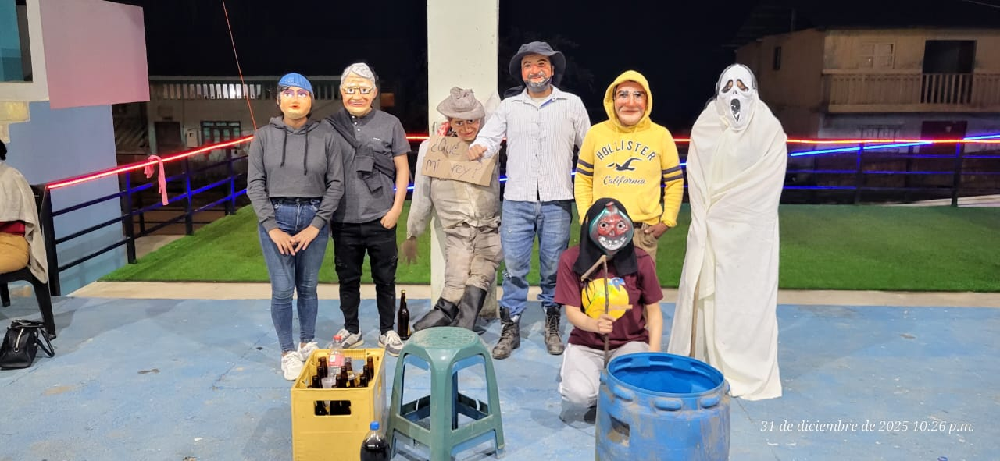 ¿QUÉ
MI REY!
HOLLISTER
California
31 de diciembre de 2025 10:26 p.m.